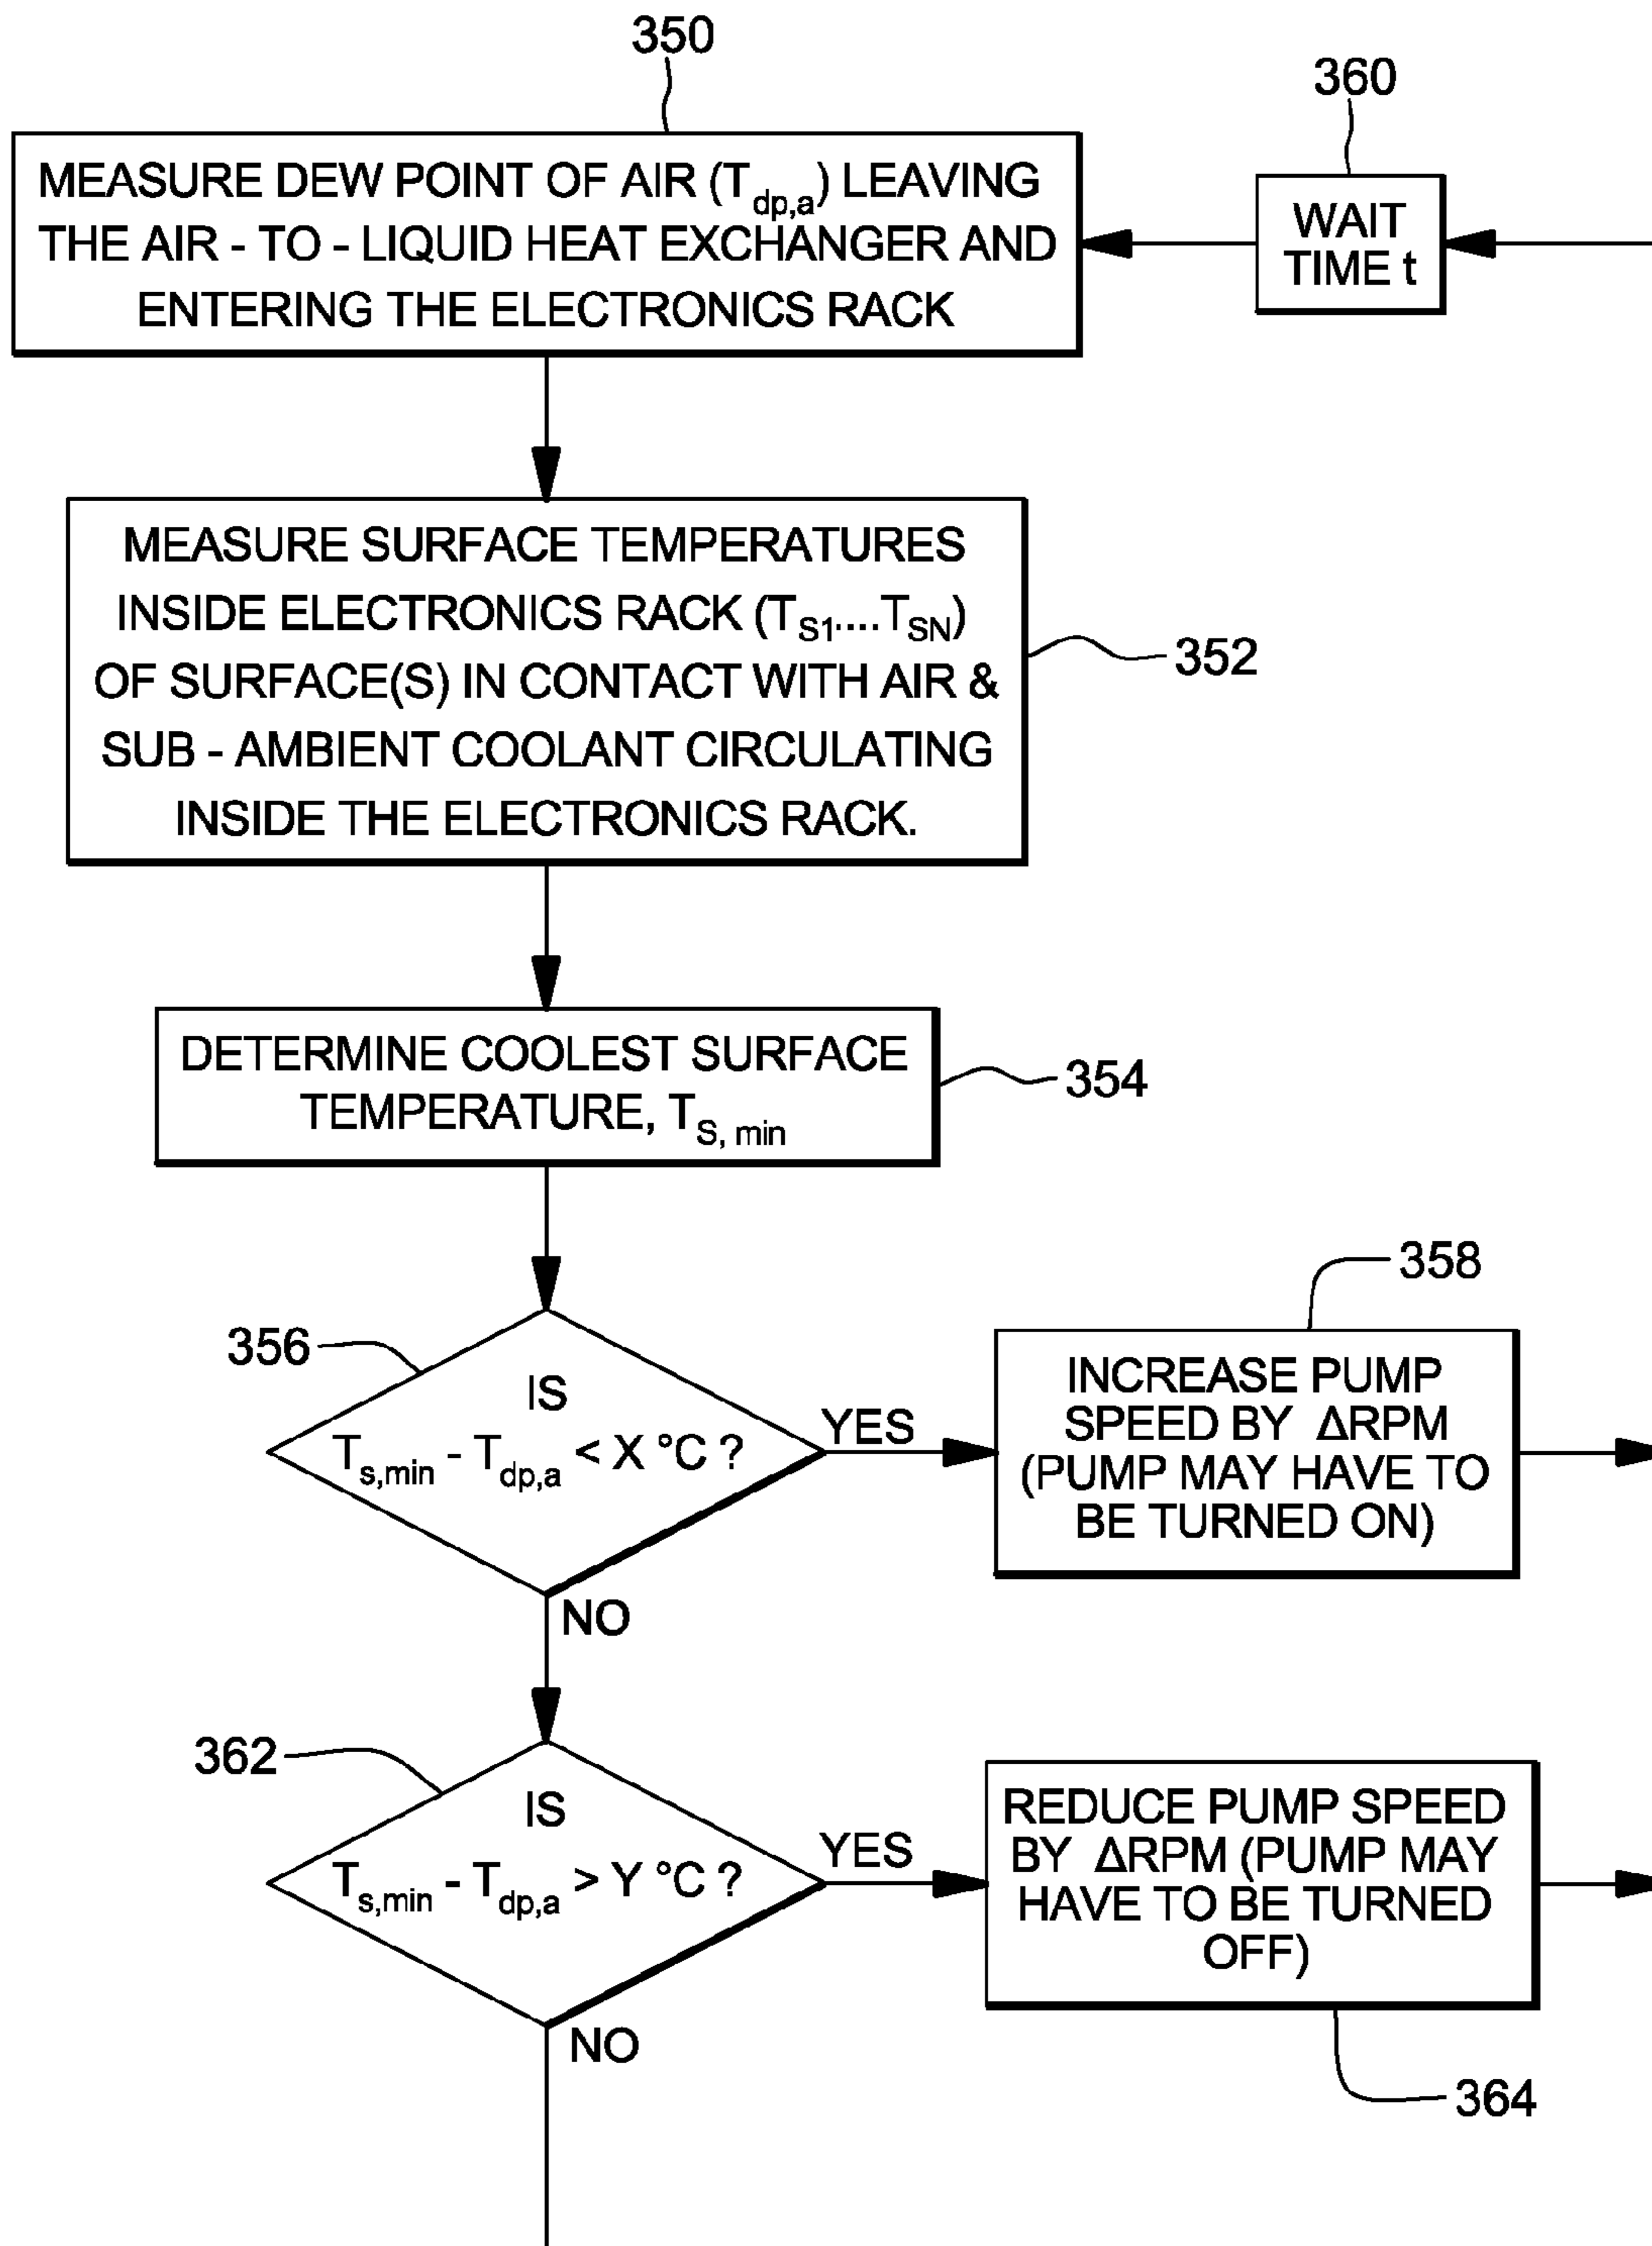 350
360
MEASURE DEW POINT OF AIR (Tdp,a) LEAVING
THE AIR - TO - LIQUID HEAT EXCHANGER AND
ENTERING THE ELECTRONICS RACK
WAIT
TIME t
MEASURE SURFACE TEMPERATURES
INSIDE ELECTRONICS RACK (TS1....TSN)
OF SURFACE(S) IN CONTACT WITH AIR &
SUB - AMBIENT COOLANT CIRCULATING
INSIDE THE ELECTRONICS RACK.
352
DETERMINE COOLEST SURFACE
TEMPERATURE, TS, min
354
356
IS
Ts,min - Tdp,a < X °C ?
YES
NO
358
INCREASE PUMP
SPEED BY ΔRPM
(PUMP MAY HAVE TO
BE TURNED ON)
362
IS
Ts,min - Tdp,a > Y °C ?
YES
NO
REDUCE PUMP SPEED
BY ΔRPM (PUMP MAY
HAVE TO BE TURNED
OFF)
364